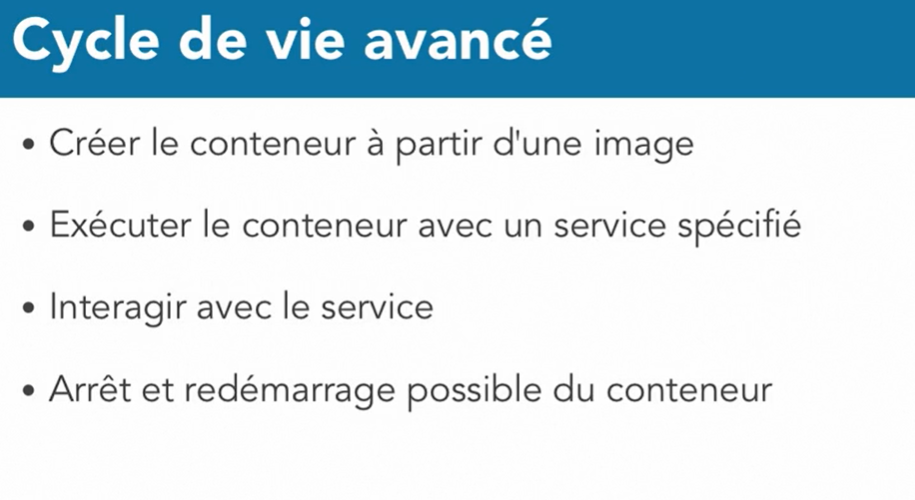 Cycle de vie avancé
• Créer le conteneur à partir d'une image
• Exécuter le conteneur avec un service spécifié
• Interagir avec le service
• Arrêt et redémarrage possible du conteneur